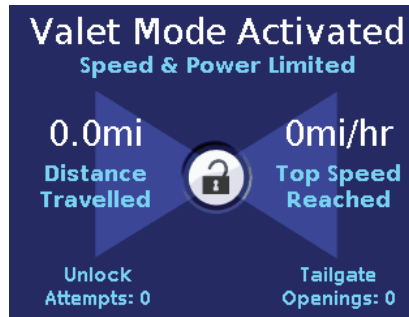 Valet Mode Activated
Speed & Power Limited
0.0mi
Distance
Travelled
0mi/hr
Top Speed
Reached
Unlock
Attempts: 0
Tailgate
Openings: 0